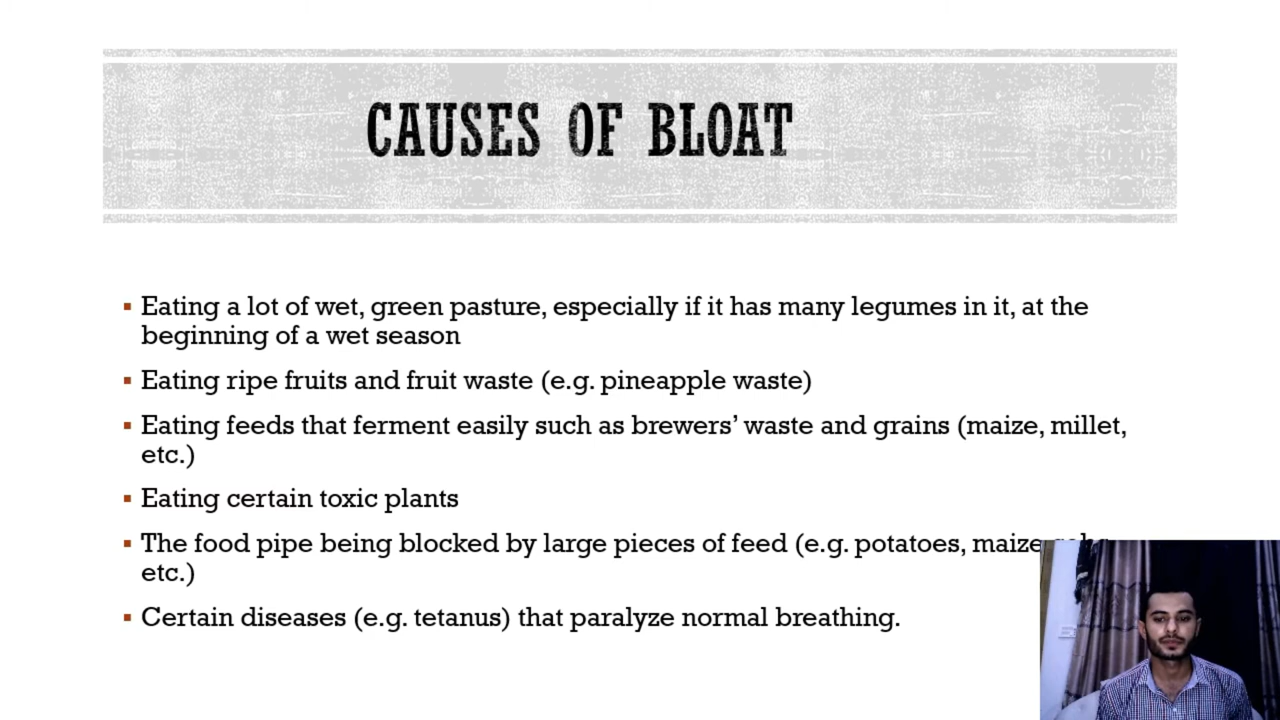 CAUSES OF BLOAT
Eating a lot of wet, green pasture, especially if it has many legumes in it, at the
beginning of a wet season
Eating ripe fruits and fruit waste (e.g. pineapple waste)
Eating feeds that ferment easily such as brewers’ waste and grains (maize, millet,
etc.)
Eating certain toxic plants
The food pipe being blocked by large pieces of feed (e.g. potatoes, maize
etc.)
Certain diseases (e.g. tetanus) that paralyze normal breathing.